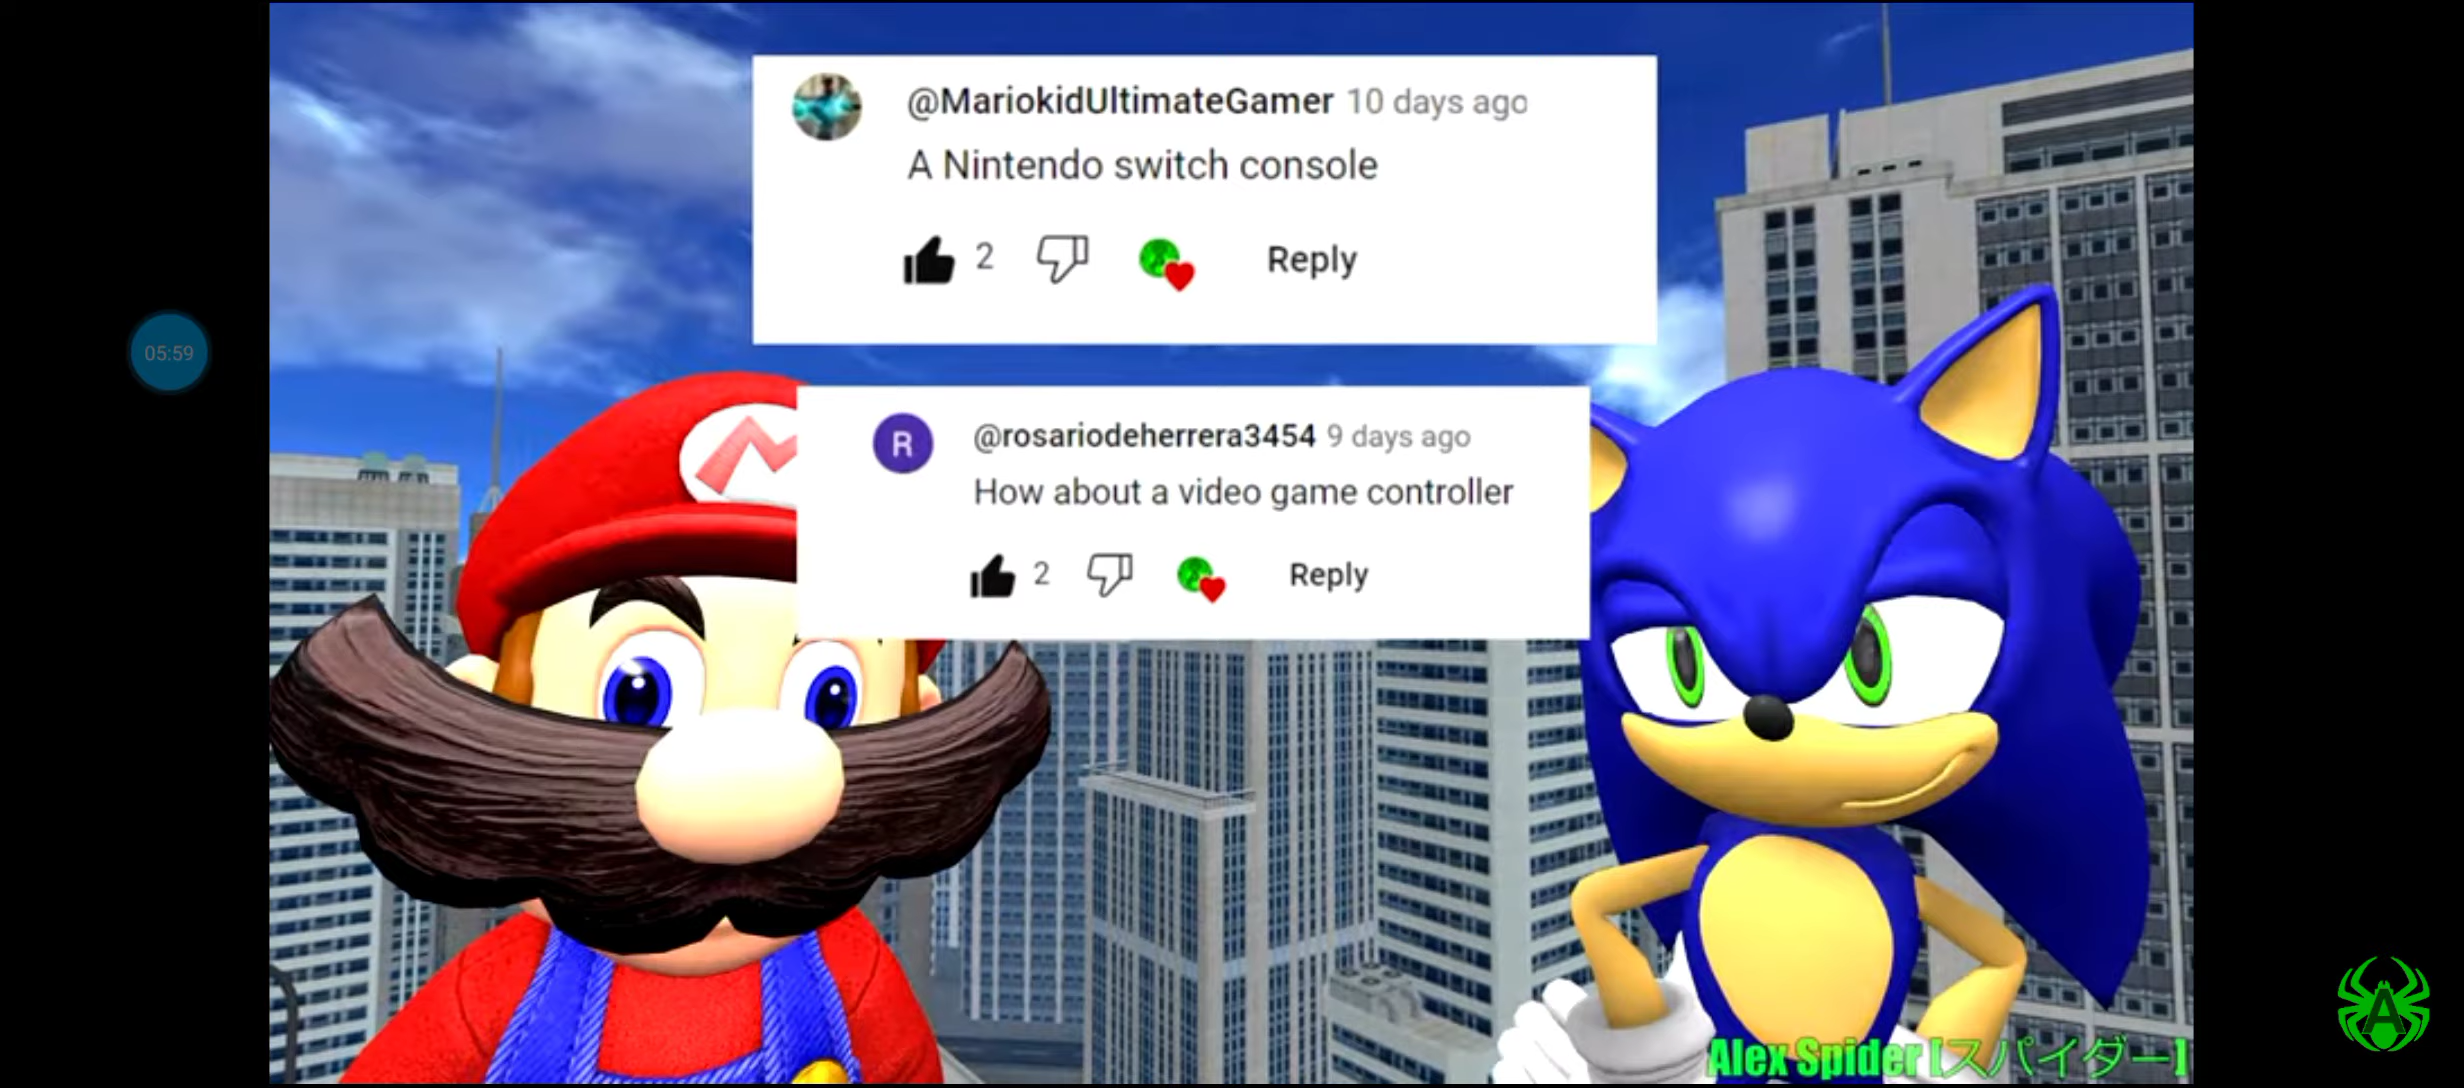 @MariokidUltimateGamer 10 days ago
A Nintendo switch console
2 Reply
@rosariodeherrera3454 9 days ago
R
How about a video game controller
2 Reply
05:59
M
A
Alex Spider [スパイダー]